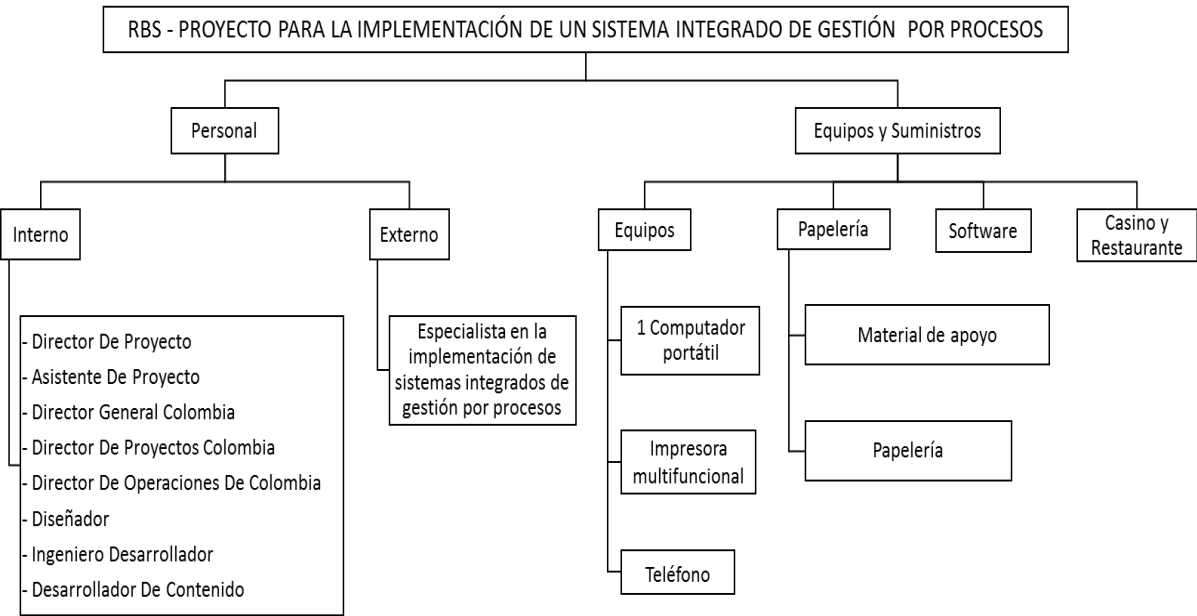 RBS - PROYECTO PARA LA IMPLEMENTACIÓN DE UN SISTEMA INTEGRADO DE GESTIÓN POR PROCESOS
Personal
Equipos y Suministros
Interno
Externo
Equipos
Papelería
Software
Casino y
Restaurante
- Director De Proyecto
- Asistente De Proyecto
- Director General Colombia
- Director De Proyectos Colombia
- Director De Operaciones De Colombia
- Diseñador
- Ingeniero Desarrollador
- Desarrollador De Contenido
Especialista en la
implementación de
sistemas integrados de
gestión por procesos
1 Computador
portátil
Impresora
multifuncional
Teléfono
Material de apoyo
Papelería